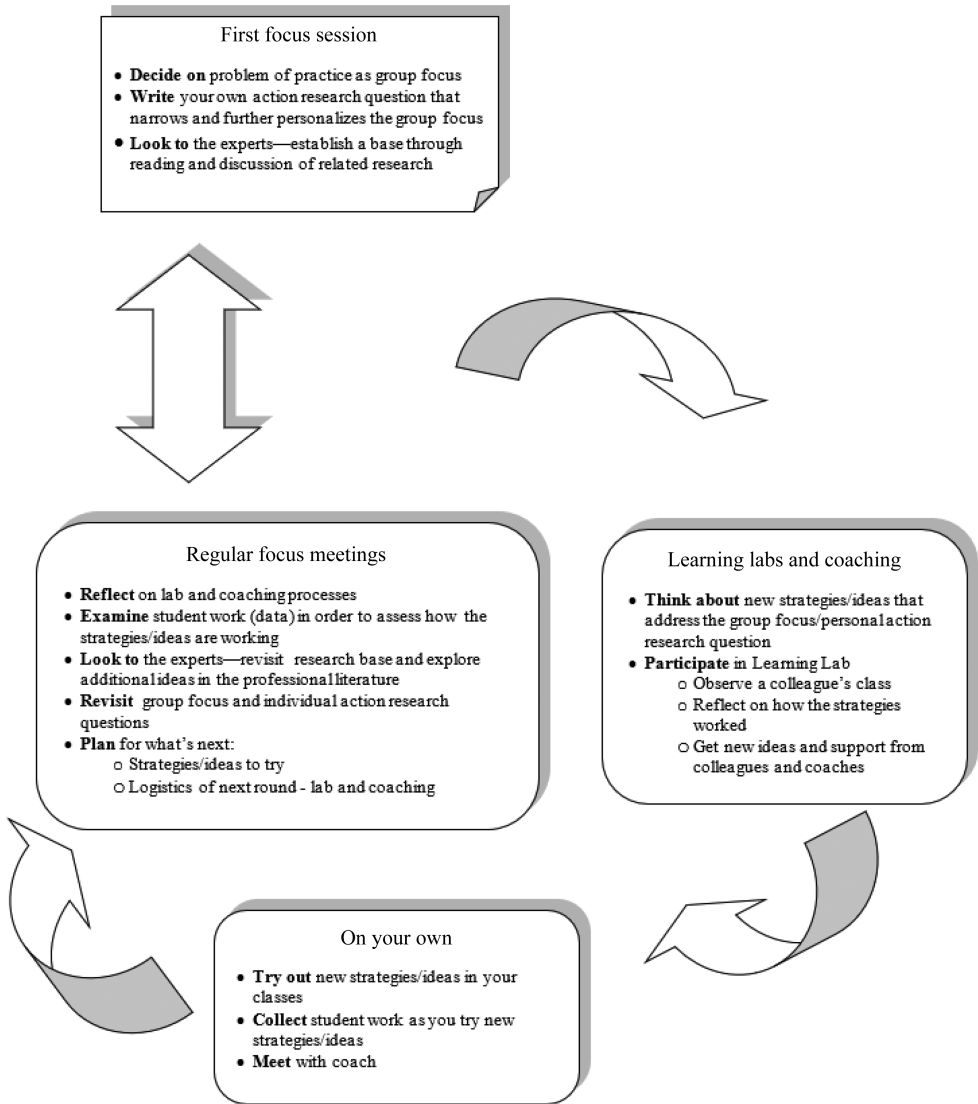 First focus session
• Decide on problem of practice as group focus
• Write your own action research question that
narrows and further personalizes the group focus
• Look to the experts—establish a base through
reading and discussion of related research
Regular focus meetings
• Reflect on lab and coaching processes
• Examine student work (data) in order to assess how the
strategies/ideas are working
• Look to the experts—revisit research base and explore
additional ideas in the professional literature
• Revisit group focus and individual action research
questions
• Plan for what's next:
o Strategies/ideas to try
o Logistics of next round - lab and coaching
Learning labs and coaching
• Think about new strategies/ideas that
address the group focus/personal action
research question
• Participate in Learning Lab
o Observe a colleague's class
o Reflect on how the strategies
worked
o Get new ideas and support from
colleagues and coaches
On your own
• Try out new strategies/ideas in your
classes
• Collect student work as you try new
strategies/ideas
• Meet with coach